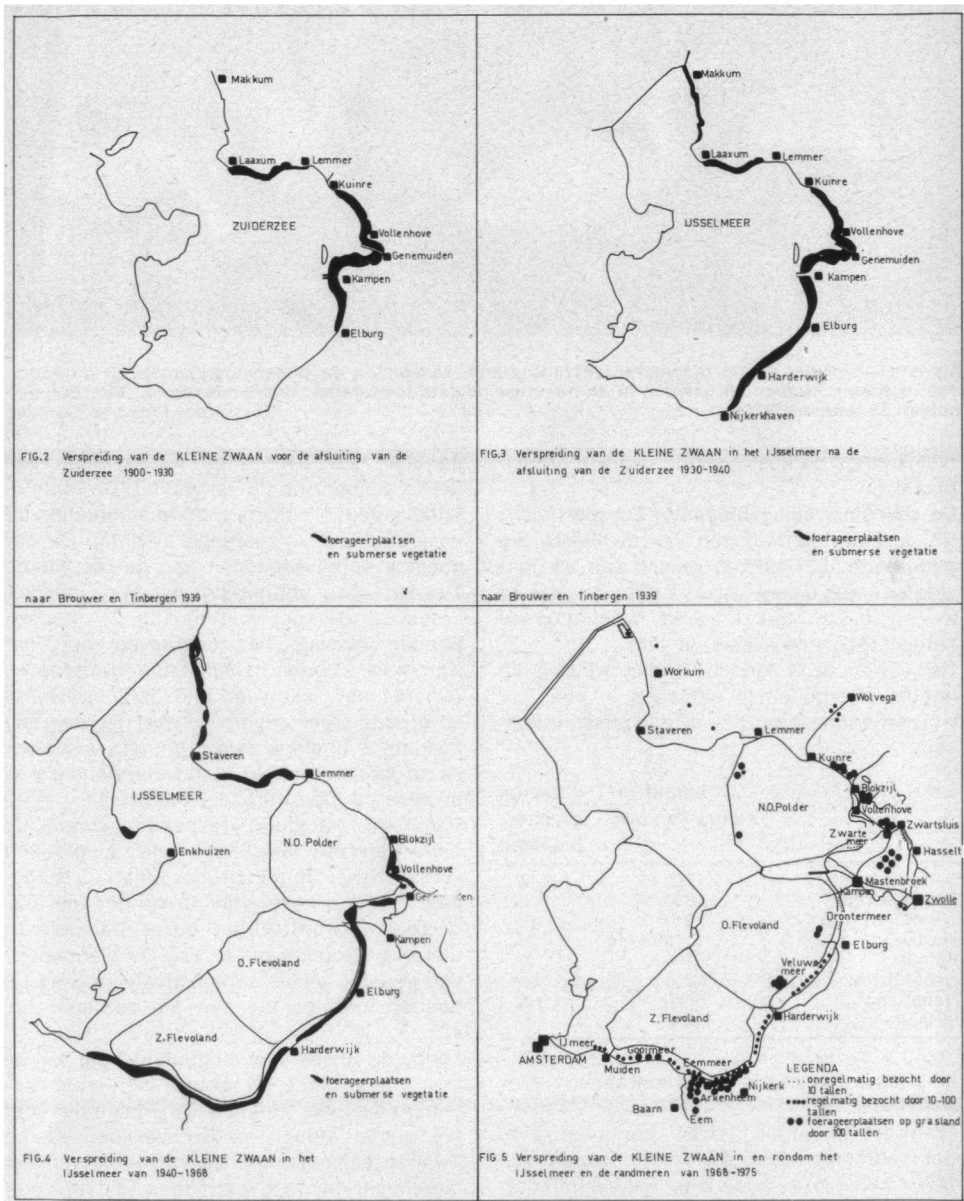 Makkum
Laaxum
Lemmer
Kuinre
ZUIDERZEE
Vollenhove
Genemuiden
Kampen
Elburg
FIG.2 Verspreiding van de KLEINE ZWAAN voor de afsluiting van de
Zuiderzee 1900-1930
foerageerplaatsen
en submerse vegetatie
naar Brouwer en Tinbergen 1939
Makkum
Laaxum
Lemmer
Kuinre
IJSSELMEER
Vollenhove
Genemuiden
Kampen
Elburg
Harderwijk
Nijkerkhaven
FIG.3 Verspreiding van de KLEINE ZWAAN in het IJsselmeer na de
afsluiting van de Zuiderzee 1930-1940
foerageerplaatsen
en submerse vegetatie
naar Brouwer en Tinbergen 1939
Staveren
Lemmer
IJSSELMEER
N.O. Polder
Blokzijl
Enkhuizen
Vollenhove
Kampen
O. Flevoland
Elburg
Z. Flevoland
Harderwijk
foerageerplaatsen
en submerse vegetatie
FIG.4 Verspreiding van de KLEINE ZWAAN in het
IJsselmeer van 1940-1968
Workum
Wolvega
Staveren
Lemmer
Kuinre
N.O. Polder
Blokzijl
Vollenhove
Zwartsluis
Zwarte
meer
Hasselt
Mastenbroek
Kampen
Zwolle
Drontermeer
O. Flevoland
Elburg
Veluwe
meer
Z. Flevoland
Harderwijk
IJmeer
AMSTERDAM
Gooimeer
Muiden
Eemmeer
Nijkerk
Arkenheem
Baarn
Eem
LEGENDA
onregelmatig bezocht door
10 tallen
regelmatig bezocht door 10-100
tallen
foerageerplaatsen op grasland
door 100 tallen
FIG 5 Verspreiding van de KLEINE ZWAAN in en rondom het
IJsselmeer en de randmeren van 1968-1975